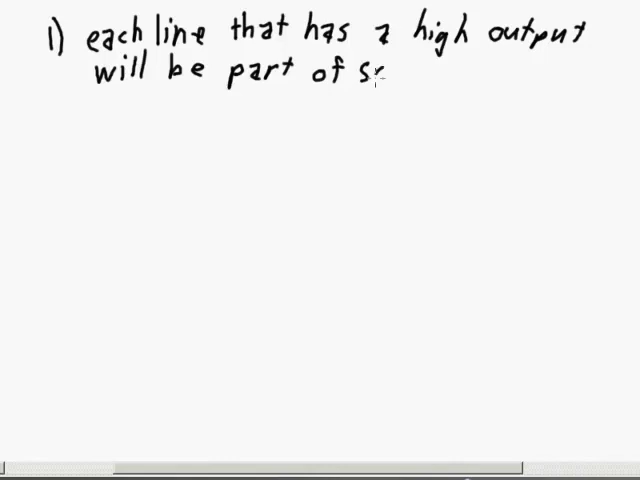 1) each line that has a high output
will be part of